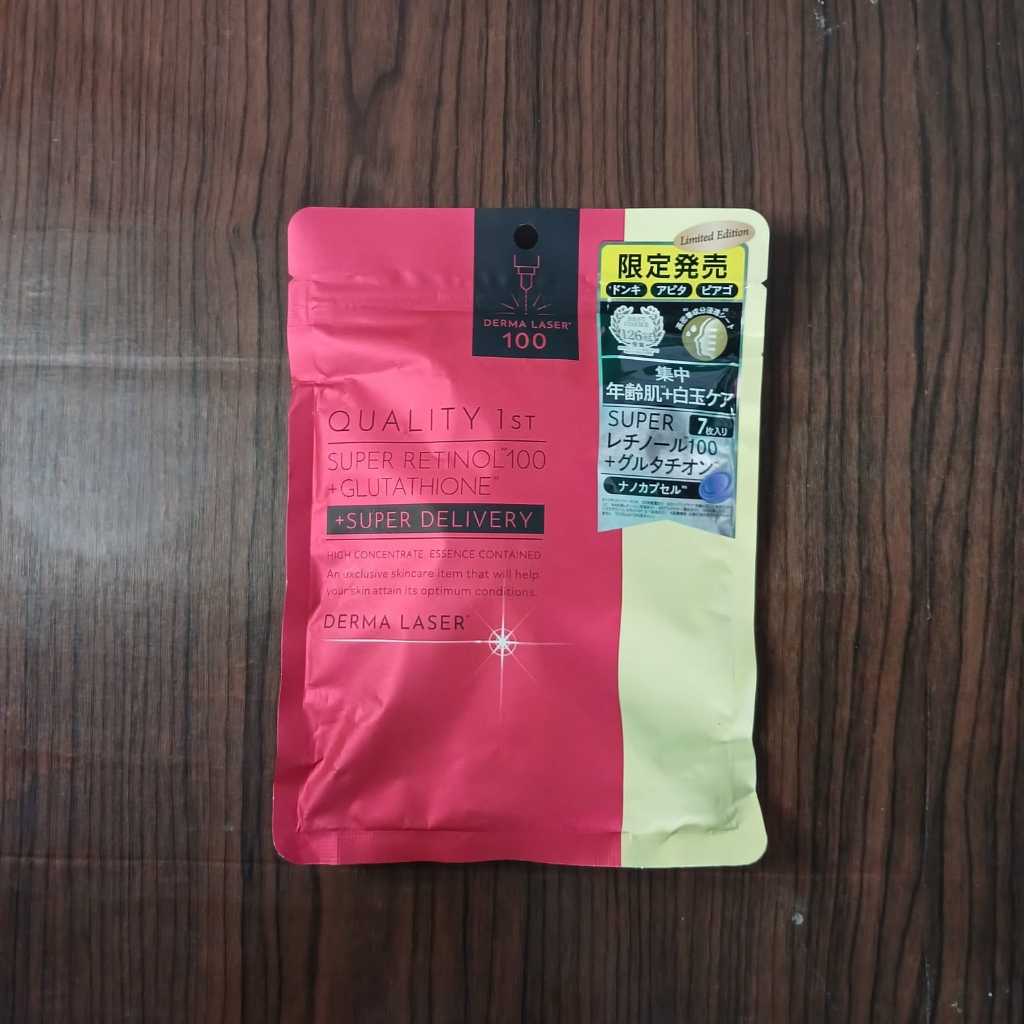 DERMA LASER
100
QUALITY 1ST
SUPER RETINOL 100
+GLUTATHIONE
+SUPER DELIVERY
HIGH CONCENTRATE ESSENCE CONTAINED
An exclusive skincare item that will help
your skin attain its optimum conditions.
DERMA LASER
Limited Edition
限定発売
ドンキ アピタ ピアゴ
126
集中
年齢肌+白玉ケア
SUPER 7枚入り
レチノール100
+グルタチオン
ナノカプセル